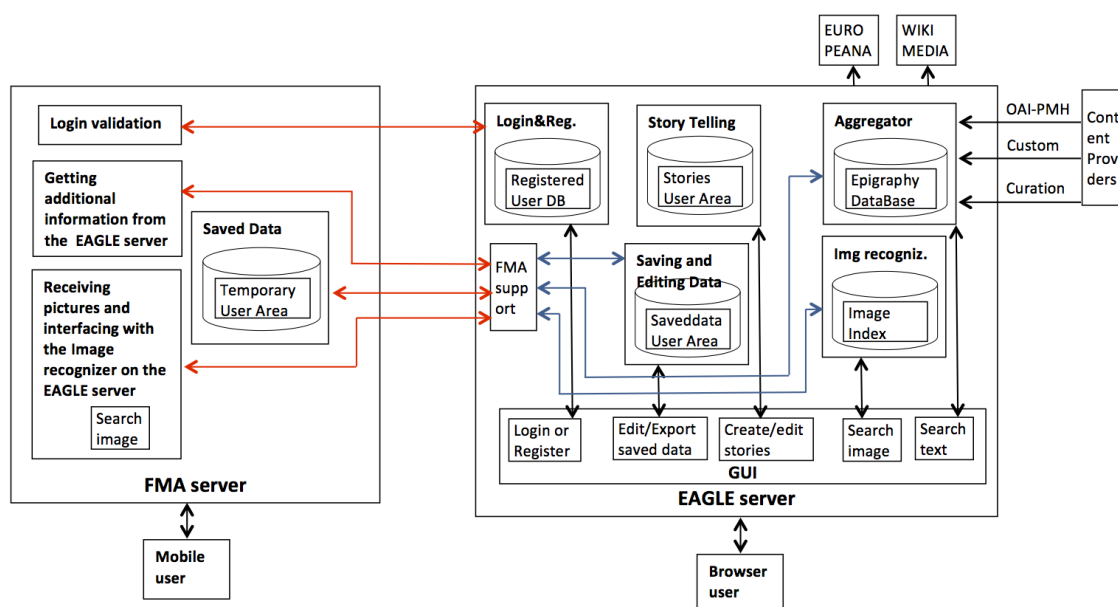 EURO
PEANA
WIKI
MEDIA
Login validation
Getting
additional
information from
the EAGLE server
Receiving
pictures and
interfacing with
the Image
recognizer on the
EAGLE server
Search
image
Saved Data
Temporary
User Area
FMA server
Mobile
user
Login&Reg.
Registered
User DB
Story Telling
Stories
User Area
Aggregator
Epigraphy
DataBase
OAI-PMH
Custom
Curation
Cont
ent
Provi
ders
FMA
supp
ort
Saving and
Editing Data
Saveddata
User Area
Img recogniz.
Image
Index
Login or
Register
Edit/Export
saved data
Create/edit
stories
Search
image
Search
text
GUI
EAGLE server
Browser
user